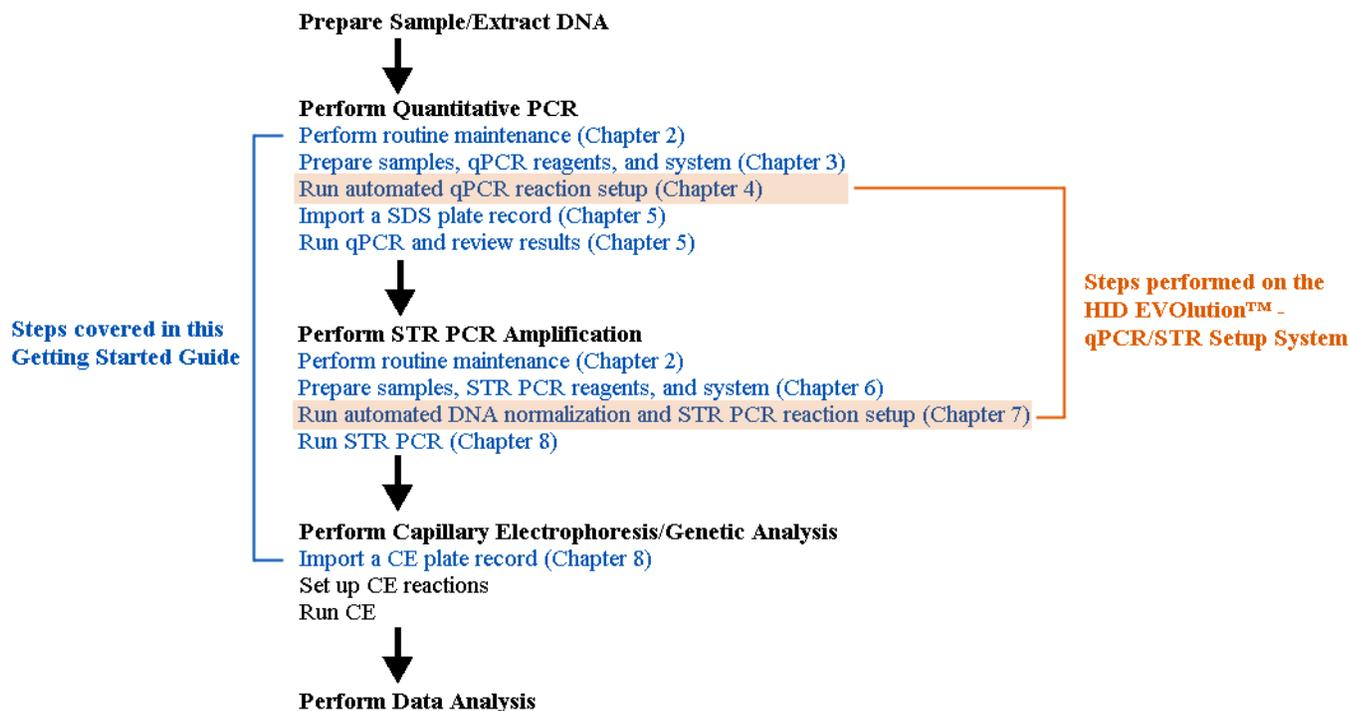 Prepare Sample/Extract DNA
Perform Quantitative PCR
Perform routine maintenance (Chapter 2)
Prepare samples, qPCR reagents, and system (Chapter 3)
Run automated qPCR reaction setup (Chapter 4)
Import a SDS plate record (Chapter 5)
Run qPCR and review results (Chapter 5)
Steps covered in this
Getting Started Guide
Steps performed on the
HID EVOlution™ -
qPCR/STR Setup System
Perform STR PCR Amplification
Perform routine maintenance (Chapter 2)
Prepare samples, STR PCR reagents, and system (Chapter 6)
Run automated DNA normalization and STR PCR reaction setup (Chapter 7)
Run STR PCR (Chapter 8)
Perform Capillary Electrophoresis/Genetic Analysis
Import a CE plate record (Chapter 8)
Set up CE reactions
Run CE
Perform Data Analysis